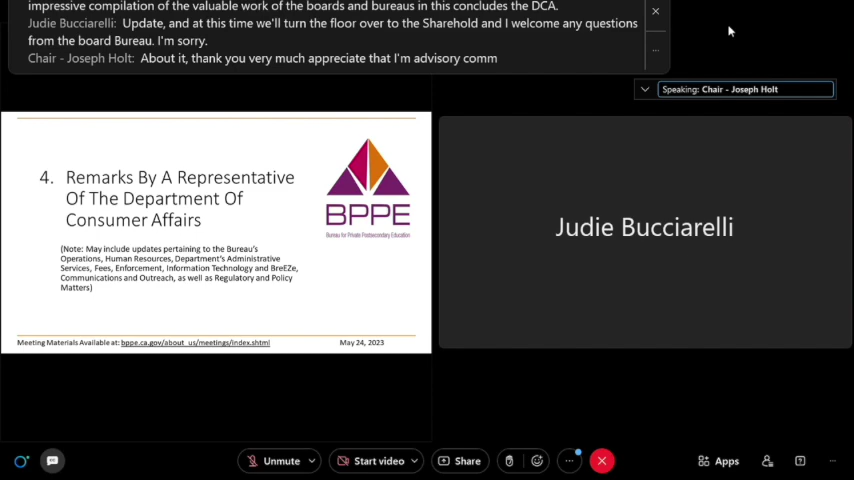 impressive compilation of the valuable work of the boards and bureaus in this concludes the DCA.
Judie Bucciarelli: Update, and at this time we'll turn the floor over to the Sharehold and I welcome any questions
from the board Bureau. I'm sorry.
Chair - Joseph Holt: About it, thank you very much appreciate that I'm advisory comm
Speaking: Chair - Joseph Holt
4. Remarks By A Representative
Of The Department Of
Consumer Affairs
(Note: May include updates pertaining to the Bureau's
Operations, Human Resources, Department's Administrative
Services, Fees, Enforcement, Information Technology and BreEZe,
Communications and Outreach, as well as Regulatory and Policy
Matters)
BPPE
Bureau for Private Postsecondary Education
Meeting Materials Available at: bppe.ca.gov/about_us/meetings/index.shtml
May 24, 2023
Judie Bucciarelli
Unmute
Start video
Share
Apps